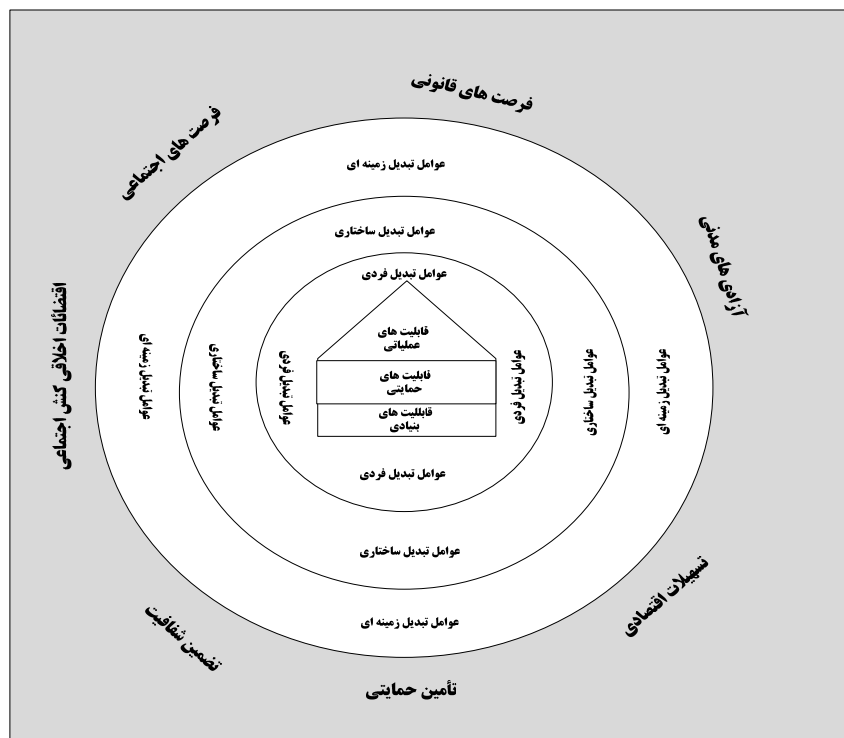 فرصت های قانونی
فرصت های اجتماعی
آزادی های مدنی
اقتضائات اخلاقی کنش اجتماعی
تسهیلات اقتصادی
تضمین شفافیت
تأمین حمایتی
عوامل تبدیل زمینه ای
عوامل تبدیل ساختاری
عوامل تبدیل فردی
قابلیت های
عملیاتی
قابلیت های
حمایتی
قابللیت های
بنیادی
عوامل تبدیل فردی
عوامل تبدیل ساختاری
عوامل تبدیل زمینه ای
عوامل تبدیل فردی
عوامل تبدیل ساختاری
عوامل تبدیل زمینه ای
عوامل تبدیل فردی
عوامل تبدیل ساختاری
عوامل تبدیل زمینه ای